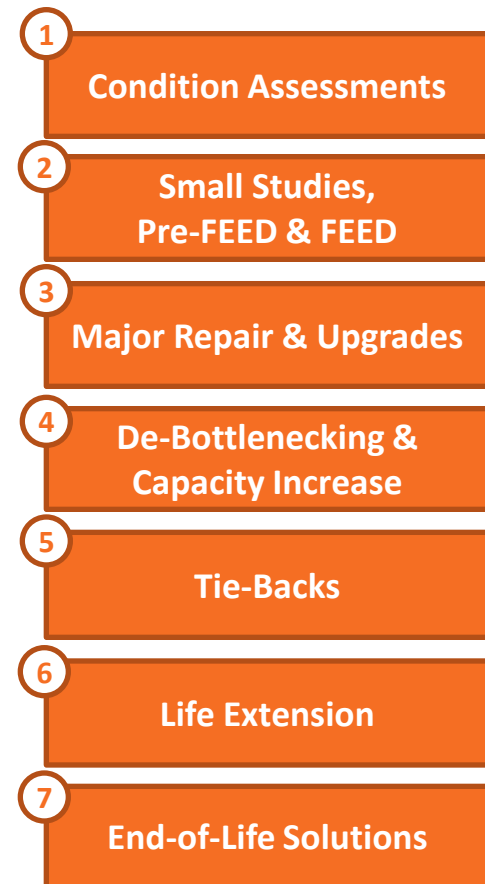 1
Condition Assessments
2
Small Studies,
Pre-FEED & FEED
3
Major Repair & Upgrades
4
De-Bottlenecking &
Capacity Increase
5
Tie-Backs
6
Life Extension
7
End-of-Life Solutions